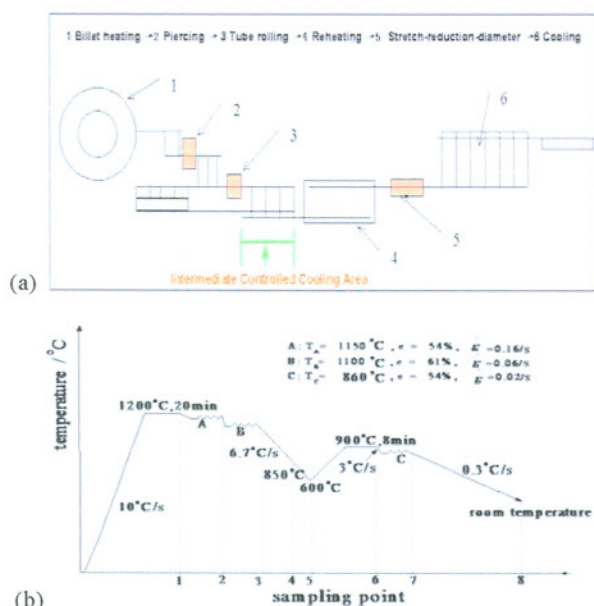 1 Billet heating →2 Piercing →3 Tube rolling →4 Reheating →5 Stretch-reduction-diameter →6 Cooling
1
2
3
6
4
5
Intermediate Controlled Cooling Area
(a)
temperature / °C
A: T_A= 1150°C, e = 54%, ε̇=0.16/s
B: T_B= 1100°C, e = 61%, ε̇=0.06/s
C: T_C= 860°C, e = 54%, ε̇=0.02/s
1200°C,20min
A
B
900°C,8min
6.7°C/s
3°C/s
C
0.3°C/s
850°C
600°C
10°C/s
room temperature
1 2 3 4 5 6 7 8
sampling point
(b)